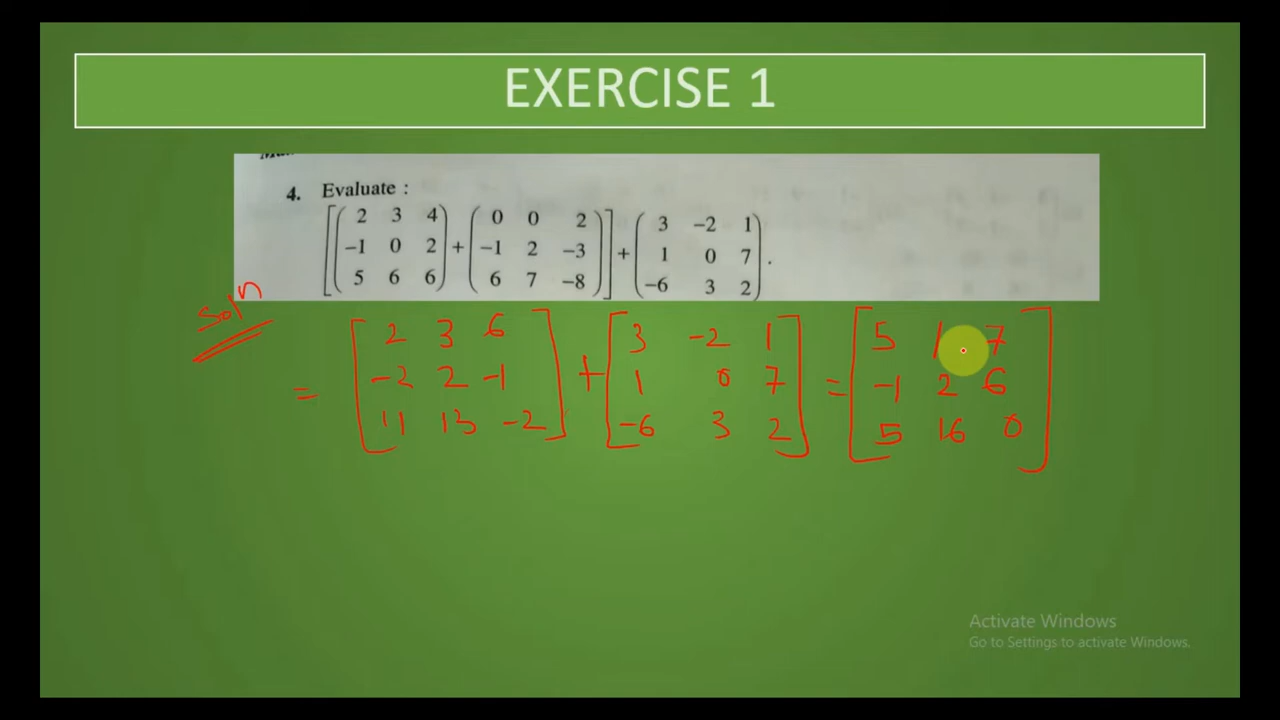 EXERCISE 1
4. Evaluate :
[[(2 3 4) + (0 0 2)] + (3 -2 1)
-1 0 2 + -1 2 -3 + 1 0 7 .
5 6 6 6 7 -8 -6 3 2
Soln
2 3 6 3 -2 1 5 1 7
= -2 2 -1 + 1 0 7 = -1 2 6
11 13 -2 -6 3 2 5 16 0
Activate Windows
Go to Settings to activate Windows.